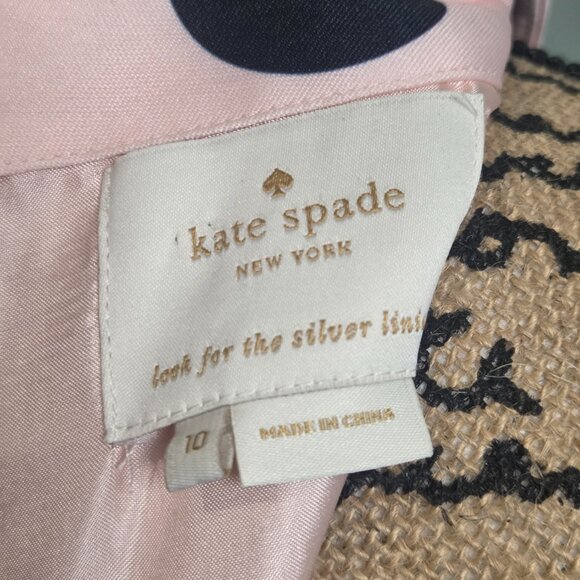 kate spade
NEW YORK
look for the silver lini
10
MADE IN CHINA